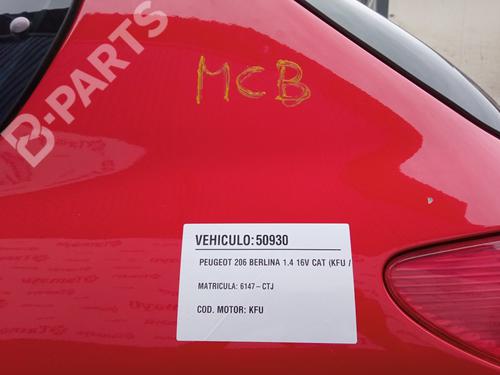 B-PARTS
MCB
VEHICULO:50930
PEUGEOT 206 BERLINA 1.4 16V CAT (KFU /
MATRICULA: 6147-CTJ
COD. MOTOR: KFU